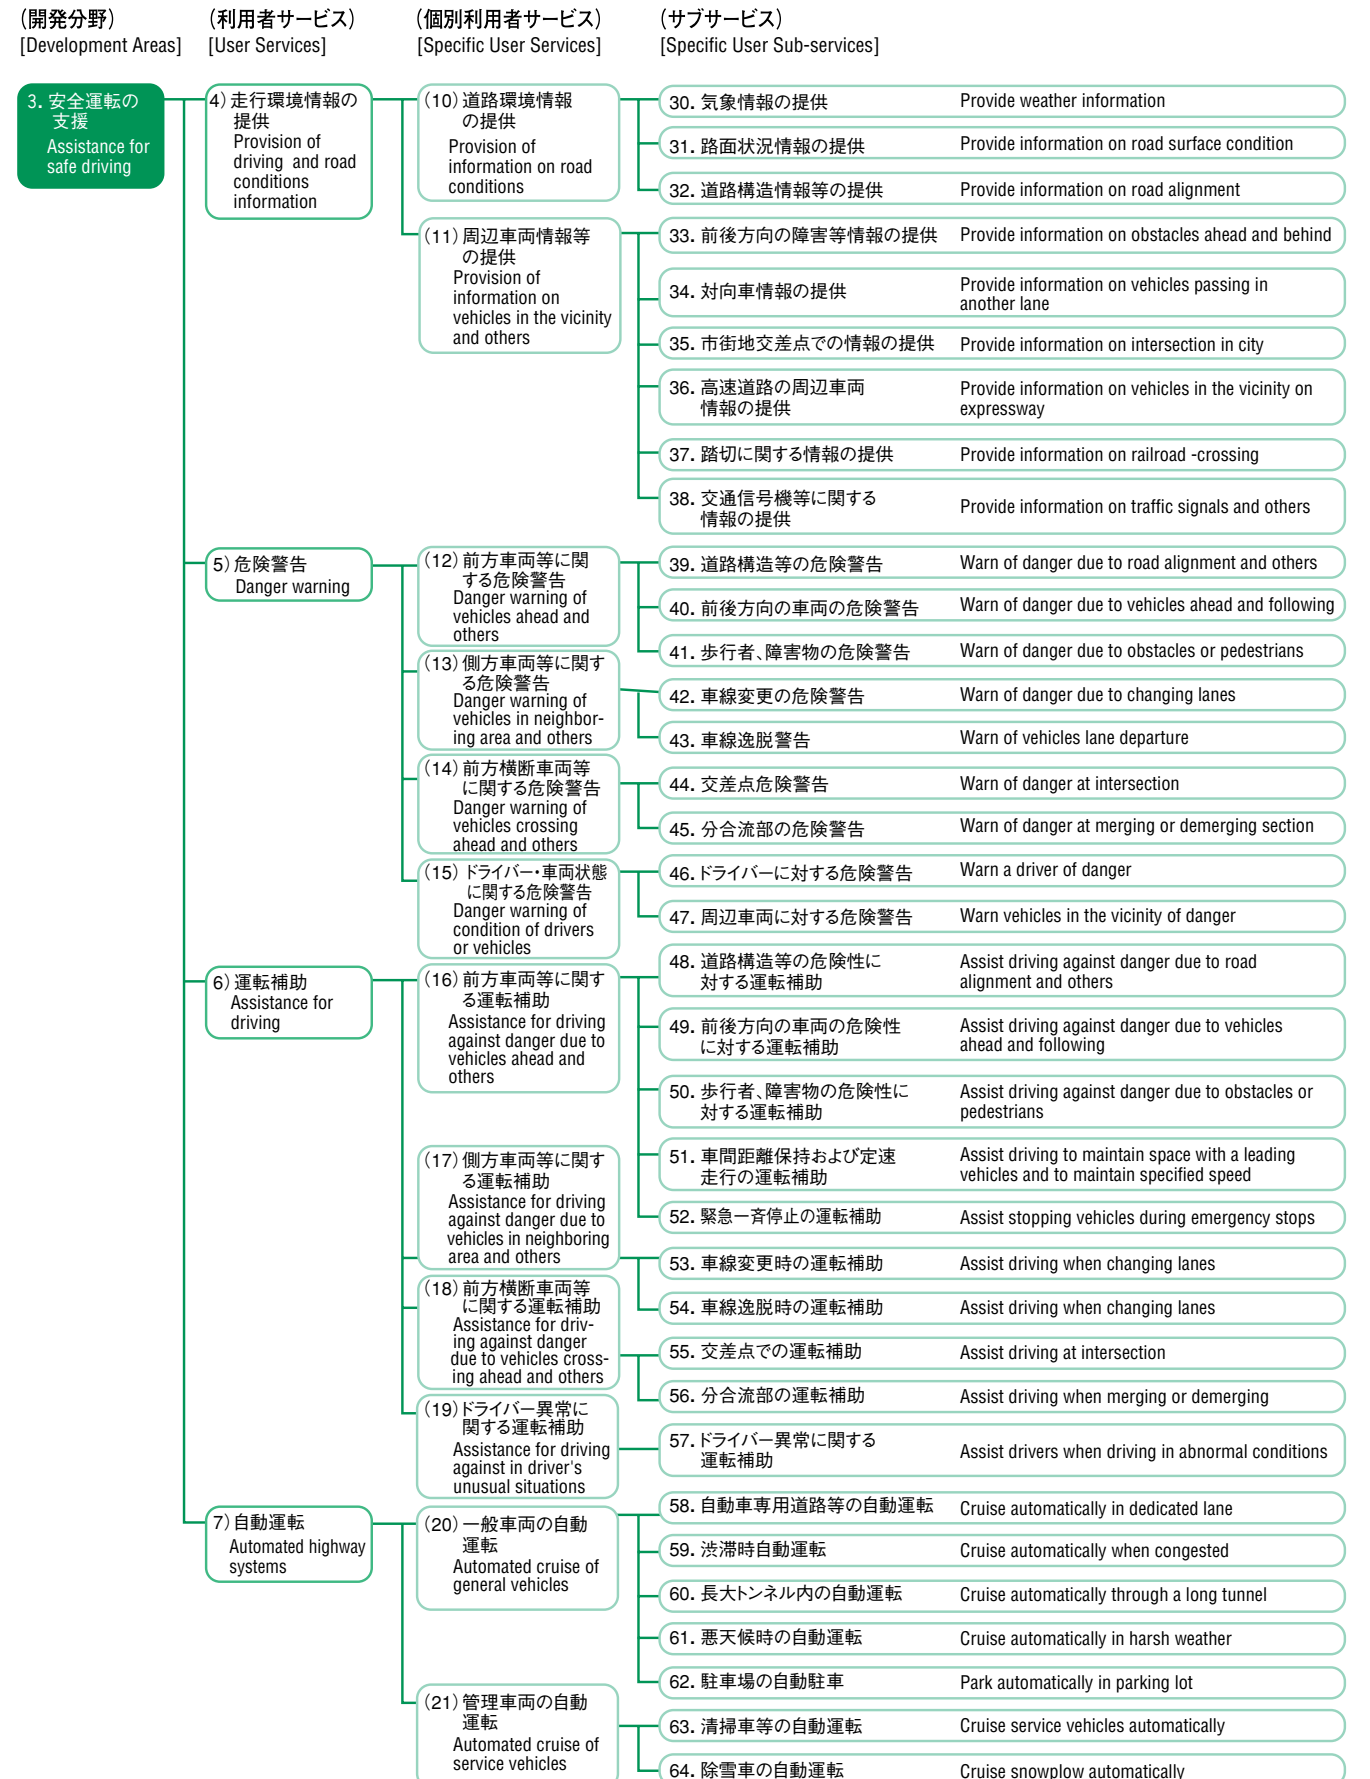 （開発分野）
[Development Areas]
（利用者サービス）
[User Services]
（個別利用者サービス）
[Specific User Services]
（サブサービス）
[Specific User Sub-services]
3. 安全運転の
支援
Assistance for
safe driving
4）走行環境情報の
提供
Provision of
driving and road
conditions
information
（10）道路環境情報
の提供
Provision of
information on road
conditions
30. 気象情報の提供 Provide weather information
31. 路面状況情報の提供 Provide information on road surface condition
32. 道路構造情報等の提供 Provide information on road alignment
（11）周辺車両情報等
の提供
Provision of
information on
vehicles in the vicinity
and others
33. 前後方向の障害等情報の提供 Provide information on obstacles ahead and behind
34. 対向車情報の提供 Provide information on vehicles passing in
another lane
35. 市街地交差点での情報の提供 Provide information on intersection in city
36. 高速道路の周辺車両
情報の提供
Provide information on vehicles in the vicinity on
expressway
37. 踏切に関する情報の提供 Provide information on railroad -crossing
38. 交通信号機等に関する
情報の提供
Provide information on traffic signals and others
5）危険警告
Danger warning
（12）前方車両等に関
する危険警告
Danger warning of
vehicles ahead and
others
39. 道路構造等の危険警告 Warn of danger due to road alignment and others
40. 前後方向の車両の危険警告 Warn of danger due to vehicles ahead and following
41. 歩行者、障害物の危険警告 Warn of danger due to obstacles or pedestrians
（13）側方車両等に関す
る危険警告
Danger warning of
vehicles in neighbor-
ing area and others
42. 車線変更の危険警告 Warn of danger due to changing lanes
43. 車線逸脱警告 Warn of vehicles lane departure
（14）前方横断車両等
に関する危険警告
Danger warning of
vehicles crossing
ahead and others
44. 交差点危険警告 Warn of danger at intersection
45. 分合流部の危険警告 Warn of danger at merging or demerging section
（15）ドライバー・車両状態
に関する危険警告
Danger warning of
condition of drivers
or vehicles
46. ドライバーに対する危険警告 Warn a driver of danger
47. 周辺車両に対する危険警告 Warn vehicles in the vicinity of danger
6）運転補助
Assistance for
driving
（16）前方車両等に関す
る運転補助
Assistance for driving
against danger due to
vehicles ahead and
others
48. 道路構造等の危険性に
対する運転補助
Assist driving against danger due to road
alignment and others
49. 前後方向の車両の危険性
に対する運転補助
Assist driving against danger due to vehicles
ahead and following
50. 歩行者、障害物の危険性に
対する運転補助
Assist driving against danger due to obstacles or
pedestrians
51. 車間距離保持および定速
走行の運転補助
Assist driving to maintain space with a leading
vehicles and to maintain specified speed
52. 緊急一斉停止の運転補助 Assist stopping vehicles during emergency stops
（17）側方車両等に関す
る運転補助
Assistance for driving
against danger due to
vehicles in neighboring
area and others
53. 車線変更時の運転補助 Assist driving when changing lanes
54. 車線逸脱時の運転補助 Assist driving when changing lanes
（18）前方横断車両等
に関する運転補助
Assistance for driv-
ing against danger
due to vehicles cross-
ing ahead and others
55. 交差点での運転補助 Assist driving at intersection
56. 分合流部の運転補助 Assist driving when merging or demerging
（19）ドライバー異常に
関する運転補助
Assistance for driving
against in driver's
unusual situations
57. ドライバー異常に関する
運転補助
Assist drivers when driving in abnormal conditions
7）自動運転
Automated highway
systems
（20）一般車両の自動
運転
Automated cruise of
general vehicles
58. 自動車専用道路等の自動運転 Cruise automatically in dedicated lane
59. 渋滞時自動運転 Cruise automatically when congested
60. 長大トンネル内の自動運転 Cruise automatically through a long tunnel
61. 悪天候時の自動運転 Cruise automatically in harsh weather
62. 駐車場の自動駐車 Park automatically in parking lot
（21）管理車両の自動
運転
Automated cruise of
service vehicles
63. 清掃車等の自動運転 Cruise service vehicles automatically
64. 除雪車の自動運転 Cruise snowplow automatically